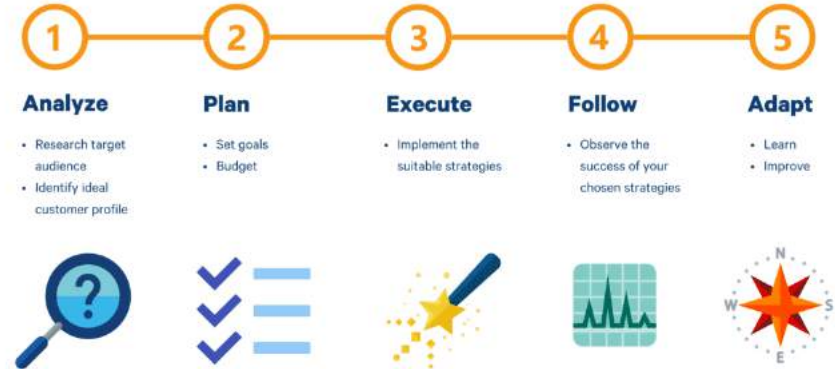 1 2 3 4 5
Analyze Plan Execute Follow Adapt
• Research target
audience
• Identify ideal
customer profile
• Set goals
• Budget
• Implement the
suitable strategies
• Observe the
success of your
chosen strategies
• Learn
• Improve
?
N
W S
E